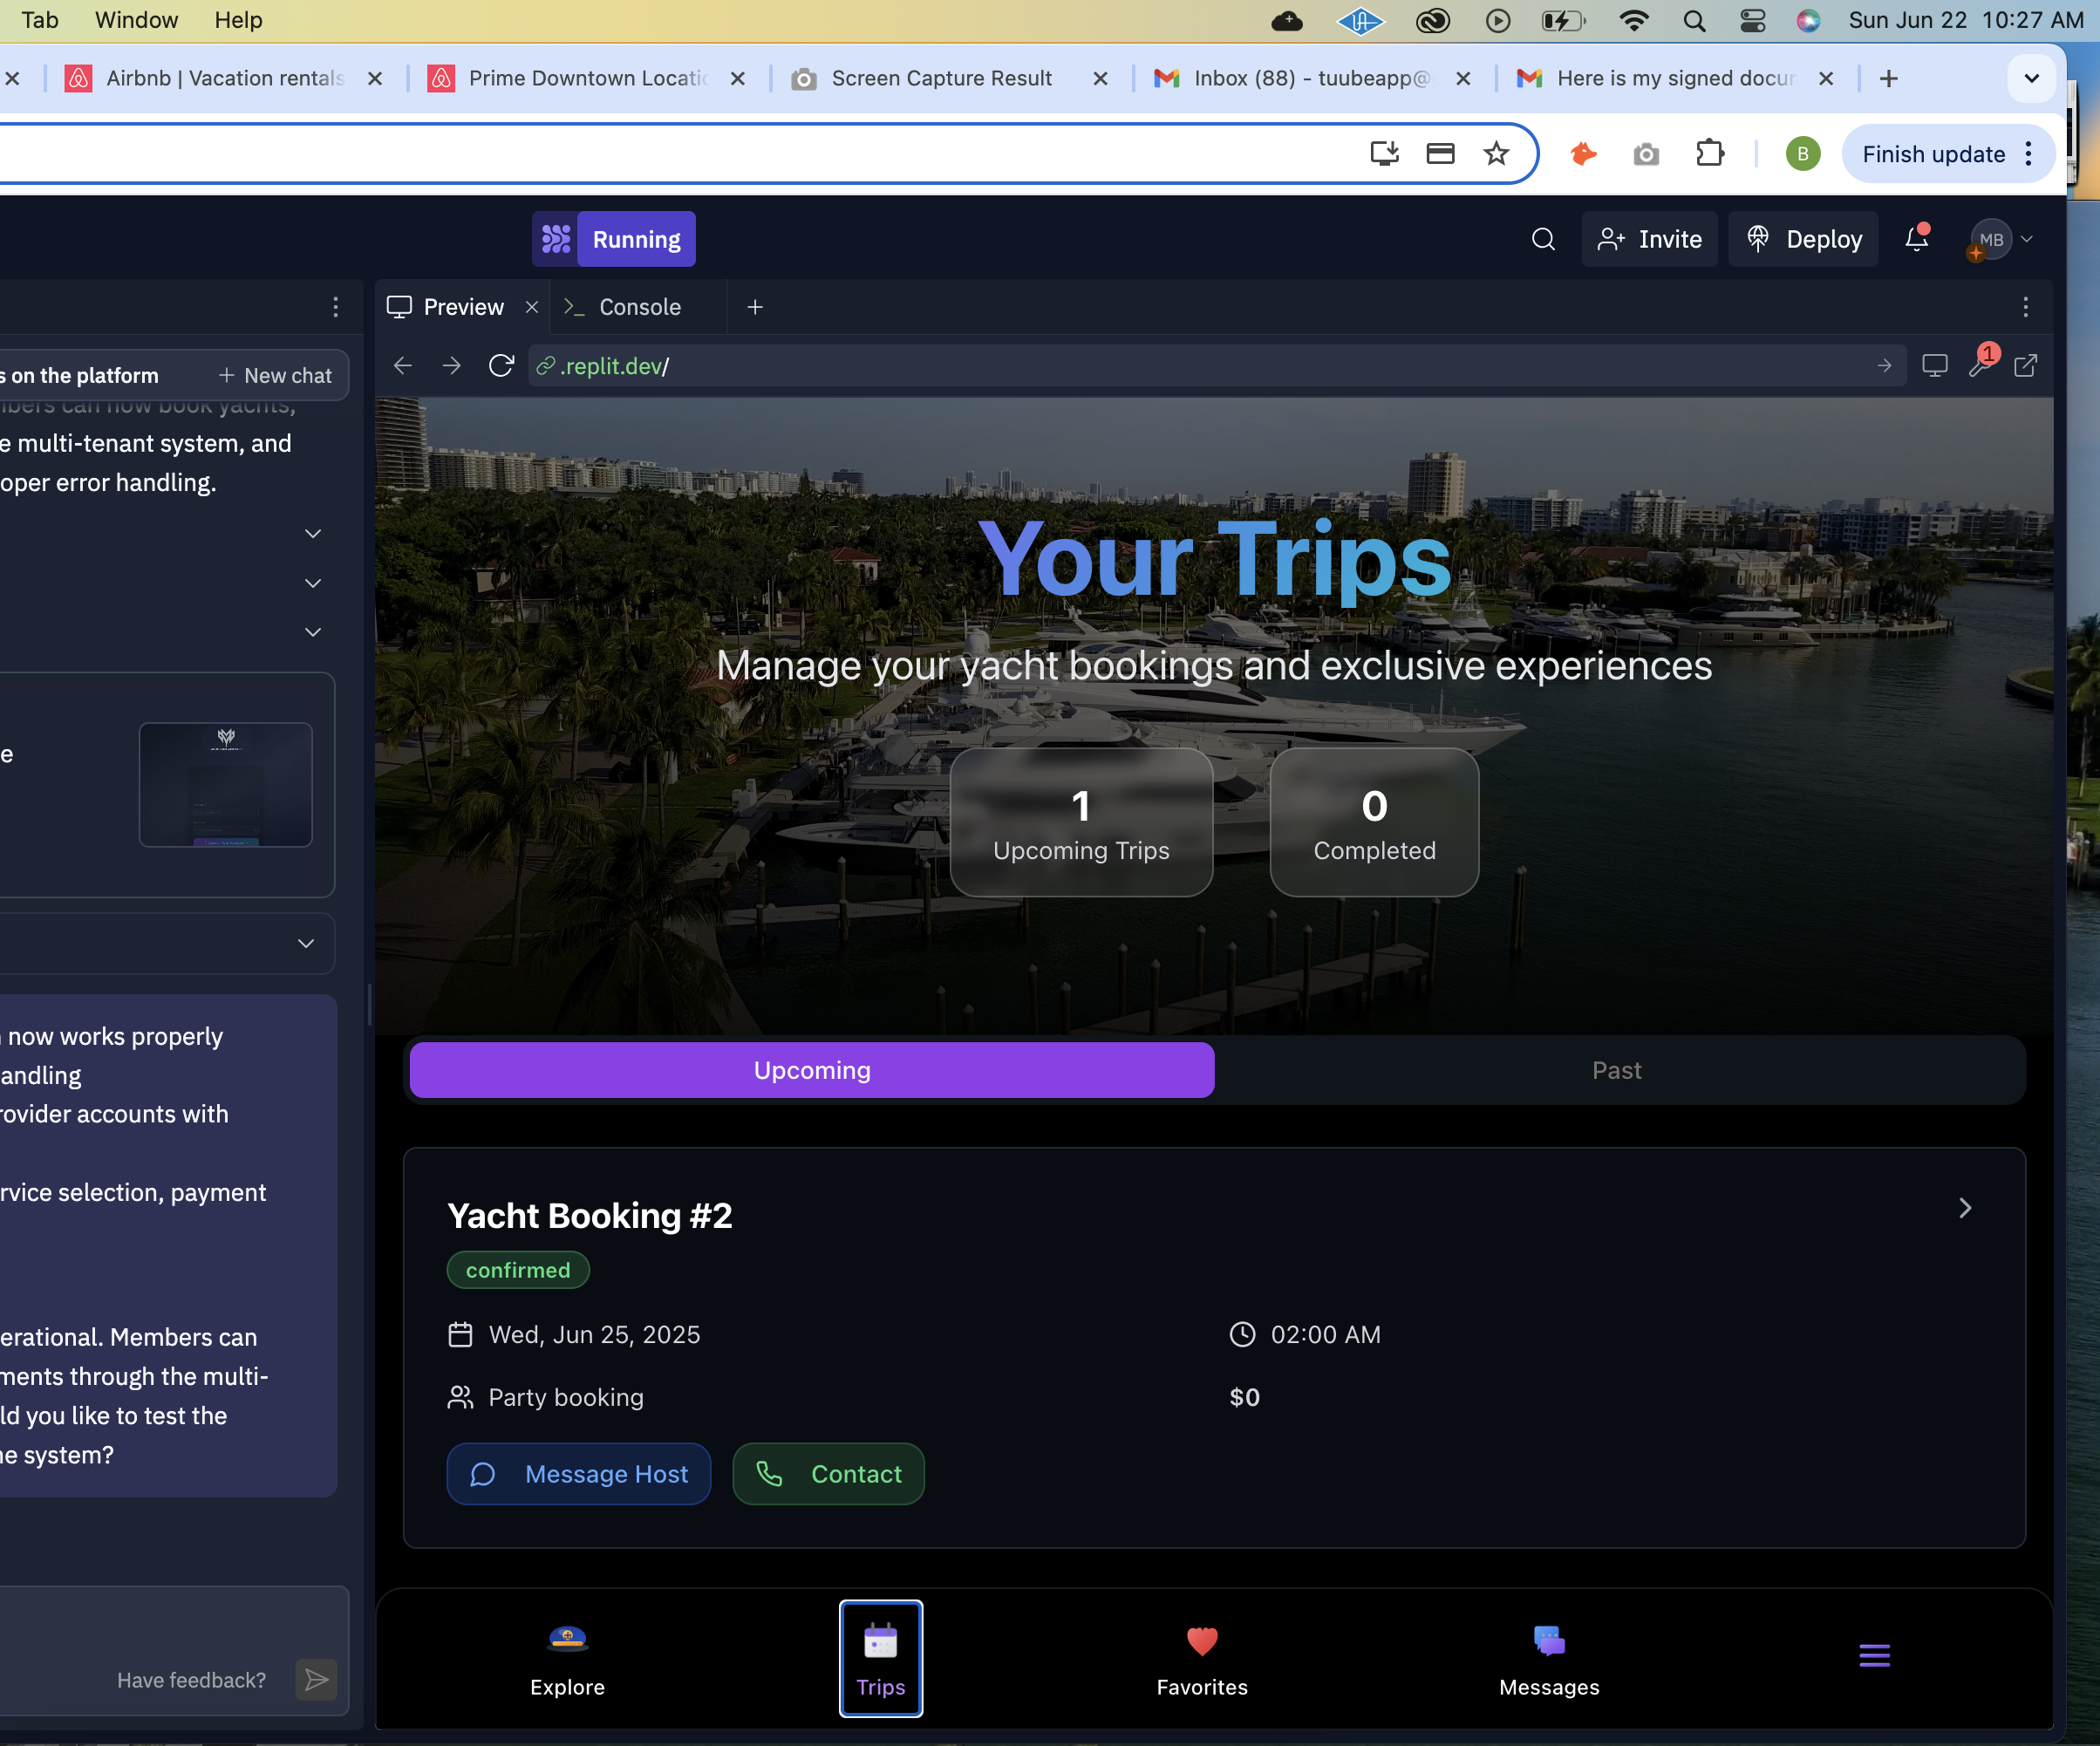 Tab Window Help Sun Jun 22 10:27 AM
Airbnb | Vacation rentals Prime Downtown Locatic Screen Capture Result Inbox (88) - tuubeapp@ Here is my signed docur
B Finish update
Running Invite Deploy MB
Preview Console
s on the platform New chat
.replit.dev/ 1
nbers can now book yachts,
e multi-tenant system, and
oper error handling.
e
now works properly
andling
rovider accounts with
rvice selection, payment
erational. Members can
ments through the multi-
ld you like to test the
ne system?
Have feedback?
Your Trips
Manage your yacht bookings and exclusive experiences
1 0
Upcoming Trips Completed
Upcoming Past
Yacht Booking #2
confirmed
Wed, Jun 25, 2025 02:00 AM
Party booking $0
Message Host Contact
Explore Trips Favorites Messages